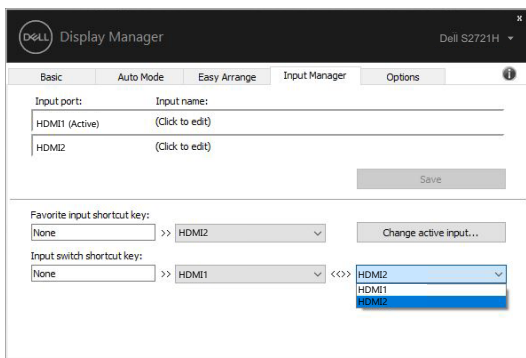 x
DELL Display Manager Dell S2721H
Basic Auto Mode Easy Arrange Input Manager Options i
Input port: Input name:
HDMI1 (Active) (Click to edit)
HDMI2 (Click to edit)
Save
Favorite input shortcut key:
None >> HDMI2 Change active input...
Input switch shortcut key:
None >> HDMI1 <<>> HDMI2
HDMI1
HDMI2